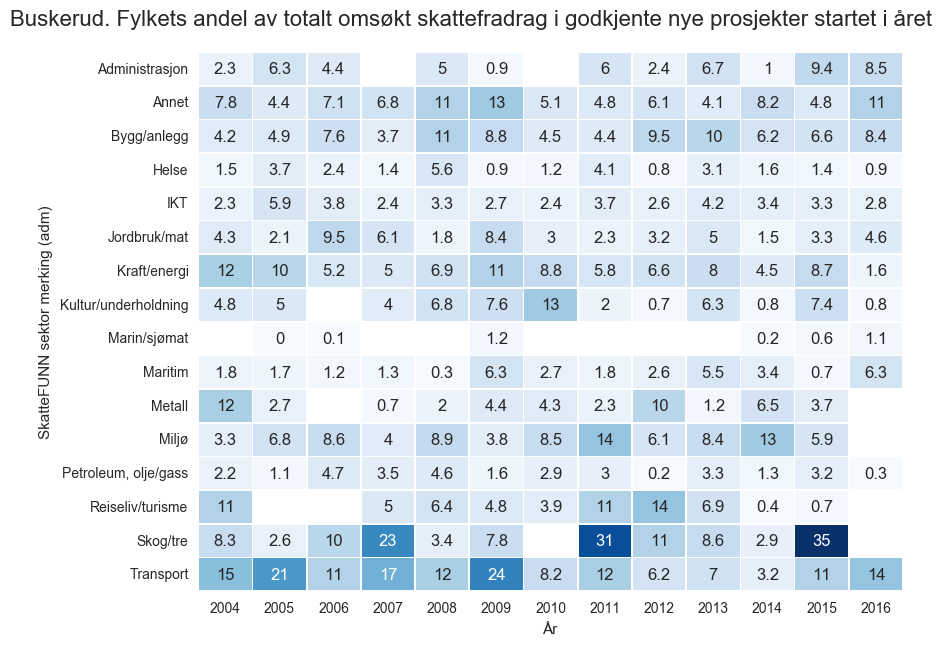 Buskerud. Fylkets andel av totalt omsøkt skattefradrag i godkjente nye prosjekter startet i året
SkatteFUNN sektor merking (adm)
Administrasjon 2.3 6.3 4.4 5 0.9 6 2.4 6.7 1 9.4 8.5
Annet 7.8 4.4 7.1 6.8 11 13 5.1 4.8 6.1 4.1 8.2 4.8 11
Bygg/anlegg 4.2 4.9 7.6 3.7 11 8.8 4.5 4.4 9.5 10 6.2 6.6 8.4
Helse 1.5 3.7 2.4 1.4 5.6 0.9 1.2 4.1 0.8 3.1 1.6 1.4 0.9
IKT 2.3 5.9 3.8 2.4 3.3 2.7 2.4 3.7 2.6 4.2 3.4 3.3 2.8
Jordbruk/mat 4.3 2.1 9.5 6.1 1.8 8.4 3 2.3 3.2 5 1.5 3.3 4.6
Kraft/energi 12 10 5.2 5 6.9 11 8.8 5.8 6.6 8 4.5 8.7 1.6
Kultur/underholdning 4.8 5 4 6.8 7.6 13 2 0.7 6.3 0.8 7.4 0.8
Marin/sjømat 0 0.1 1.2 0.2 0.6 1.1
Maritim 1.8 1.7 1.2 1.3 0.3 6.3 2.7 1.8 2.6 5.5 3.4 0.7 6.3
Metall 12 2.7 0.7 2 4.4 4.3 2.3 10 1.2 6.5 3.7
Miljø 3.3 6.8 8.6 4 8.9 3.8 8.5 14 6.1 8.4 13 5.9
Petroleum, olje/gass 2.2 1.1 4.7 3.5 4.6 1.6 2.9 3 0.2 3.3 1.3 3.2 0.3
Reiseliv/turisme 11 5 6.4 4.8 3.9 11 14 6.9 0.4 0.7
Skog/tre 8.3 2.6 10 23 3.4 7.8 31 11 8.6 2.9 35
Transport 15 21 11 17 12 24 8.2 12 6.2 7 3.2 11 14
2004 2005 2006 2007 2008 2009 2010 2011 2012 2013 2014 2015 2016
År